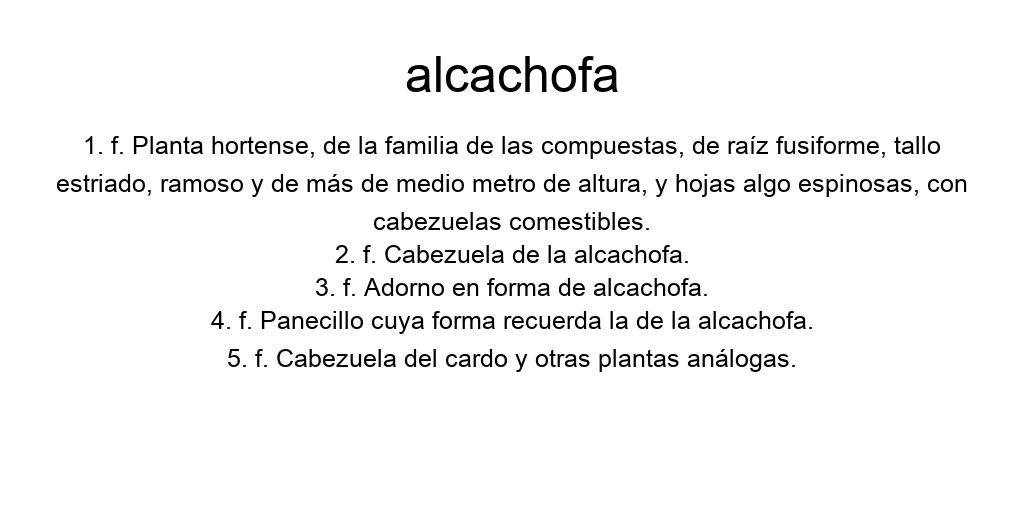 alcachofa
1. f. Planta hortense, de la familia de las compuestas, de raíz fusiforme, tallo
estriado, ramoso y de más de medio metro de altura, y hojas algo espinosas, con
cabezuelas comestibles.
2. f. Cabezuela de la alcachofa.
3. f. Adorno en forma de alcachofa.
4. f. Panecillo cuya forma recuerda la de la alcachofa.
5. f. Cabezuela del cardo y otras plantas análogas.